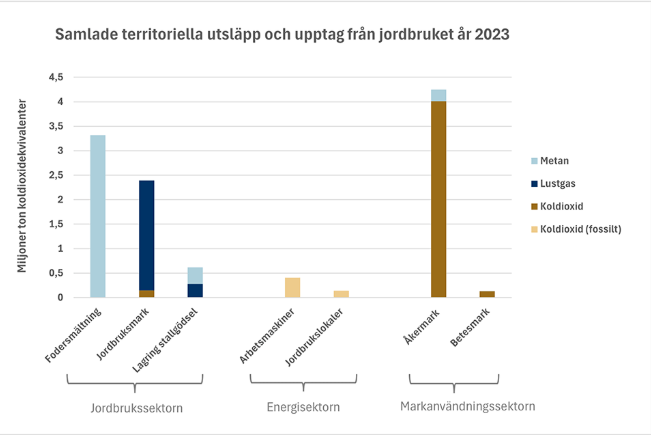 Samlade territoriella utsläpp och upptag från jordbruket år 2023
Miljoner ton koldioxidekvivalenter
4,5
4
3,5
3
2,5
2
1,5
1
0,5
0
Metan
Lustgas
Koldioxid
Koldioxid (fossilt)
Fodersmältning
Jordbruksmark
Lagring stallgödsel
Arbetsmaskiner
Jordbrukslokaler
Åkermark
Betesmark
Jordbrukssektorn
Energisektorn
Markanvändningssektorn